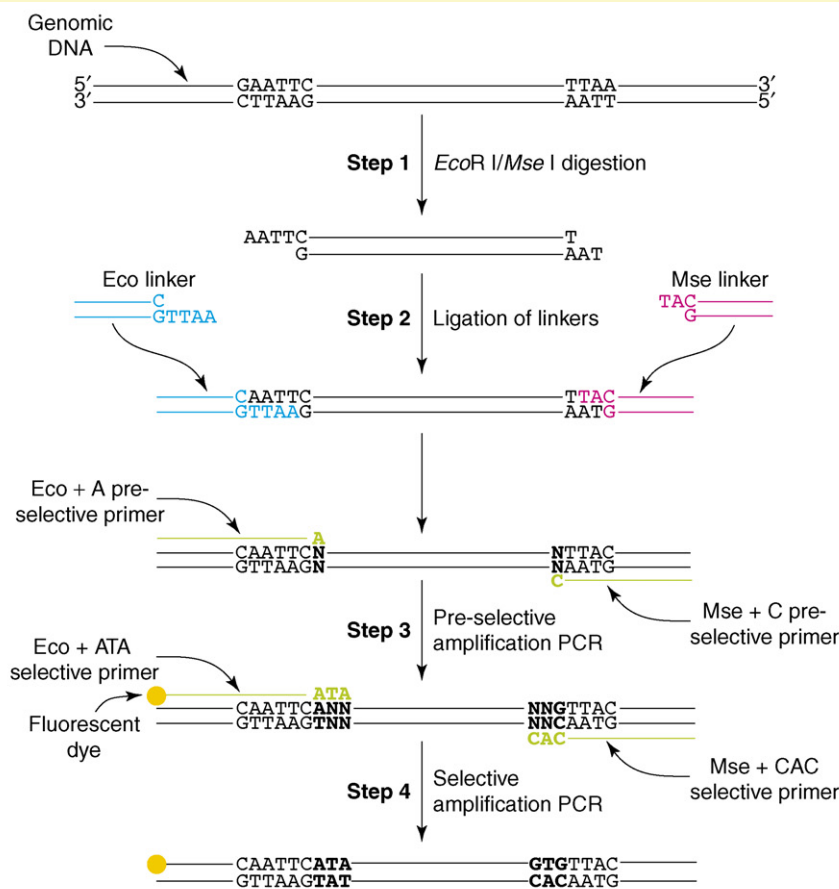 Genomic
DNA
5′ GAATTC TTAA 3′
3′ CTTAAG AATT 5′
Step 1 EcoR I/Mse I digestion
AATTC T
G AAT
Eco linker
C
GTTAA
Mse linker
TAC
G
Step 2 Ligation of linkers
CAATTC TTAC
GTTAAG AATG
Eco + A pre-
selective primer
A
CAATTCN NTTAC
GTTAAGN NAATG
C
Mse + C pre-
selective primer
Step 3 Pre-selective
amplification PCR
Eco + ATA
selective primer
Fluorescent
dye
ATA
CAATTCANN NNGTTAC
GTTAAGTNN NNCAATG
CAC
Mse + CAC
selective primer
Step 4 Selective
amplification PCR
CAATTCATA GTGTTAC
GTTAAGTAT CACAATG